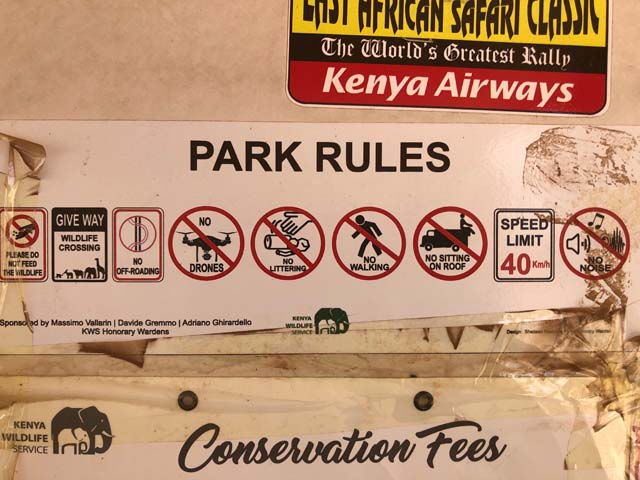 EAST AFRICAN SAFARI CLASSIC
The World's Greatest Rally
Kenya Airways
PARK RULES
PLEASE DO
NOT FEED
THE WILDLIFE
GIVE WAY
WILDLIFE
CROSSING
NO
OFF-ROADING
NO
DRONES
NO
LITTERING
NO
WALKING
NO SITTING
ON ROOF
SPEED
LIMIT
40 Km/h
NO
NOISE
Sponsored by Massimo Vallarin | Davide Gremmo | Adriano Ghirardello
KWS Honorary Wardens
KENYA
WILDLIFE
SERVICE
Design:
KENYA
WILDLIFE
SERVICE
Conservation Fees